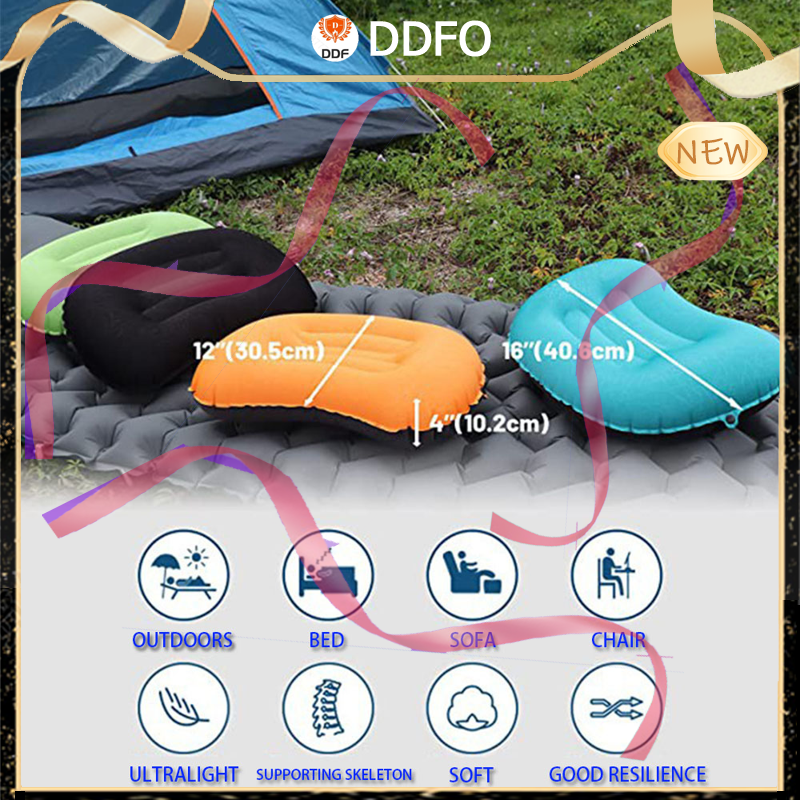 DDFO
D
DDF
NEW
12″(30.5cm)
16″(40.6cm)
4″(10.2cm)
OUTDOORS
BED
SOFA
CHAIR
ULTRALIGHT
SUPPORTING SKELETON
SOFT
GOOD RESILIENCE